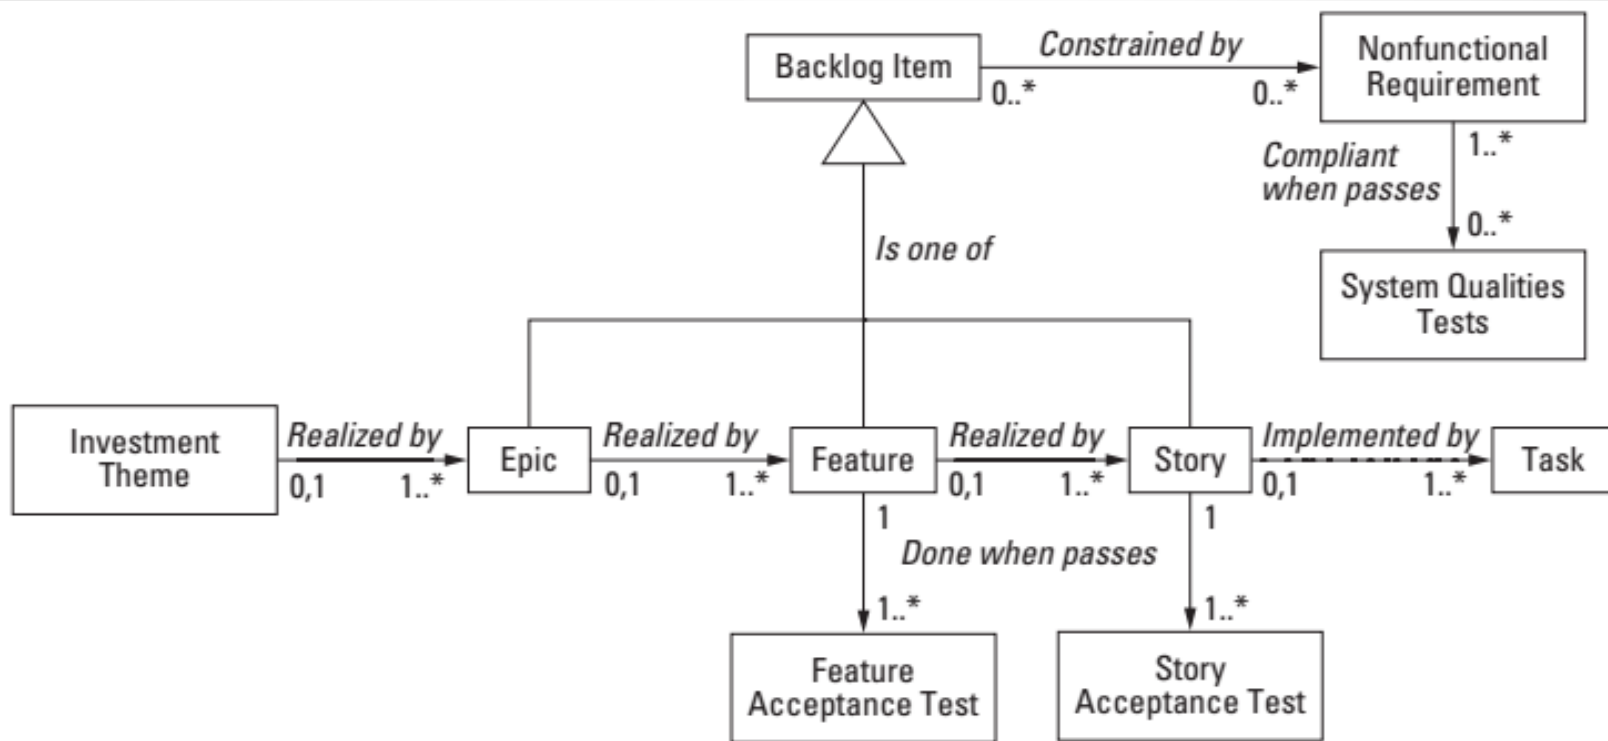 Backlog Item
Constrained by
0..*
0..*
Nonfunctional
Requirement
1..*
Compliant
when passes
0..*
System Qualities
Tests
Is one of
Investment
Theme
Realized by
0,1
1..*
Epic
Realized by
0,1
1..*
Feature
Realized by
0,1
1..*
Story
Implemented by
0,1
1..*
Task
1
Done when passes
1
1..*
1..*
Feature
Acceptance Test
Story
Acceptance Test